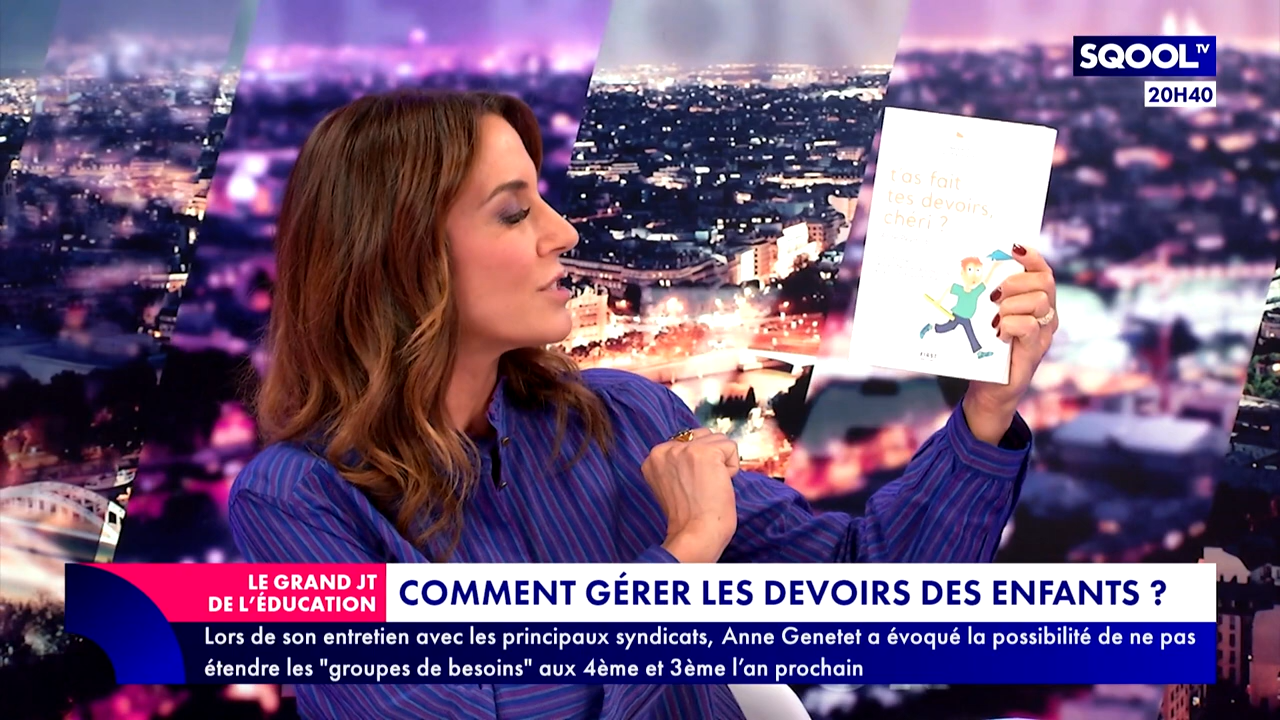 SQOOL TV
20H40
t as fait
tes devoirs,
chéri ?
FIRST
LE GRAND JT
DE L'ÉDUCATION
COMMENT GÉRER LES DEVOIRS DES ENFANTS ?
Lors de son entretien avec les principaux syndicats, Anne Genetet a évoqué la possibilité de ne pas
étendre les "groupes de besoins" aux 4ème et 3ème l’an prochain